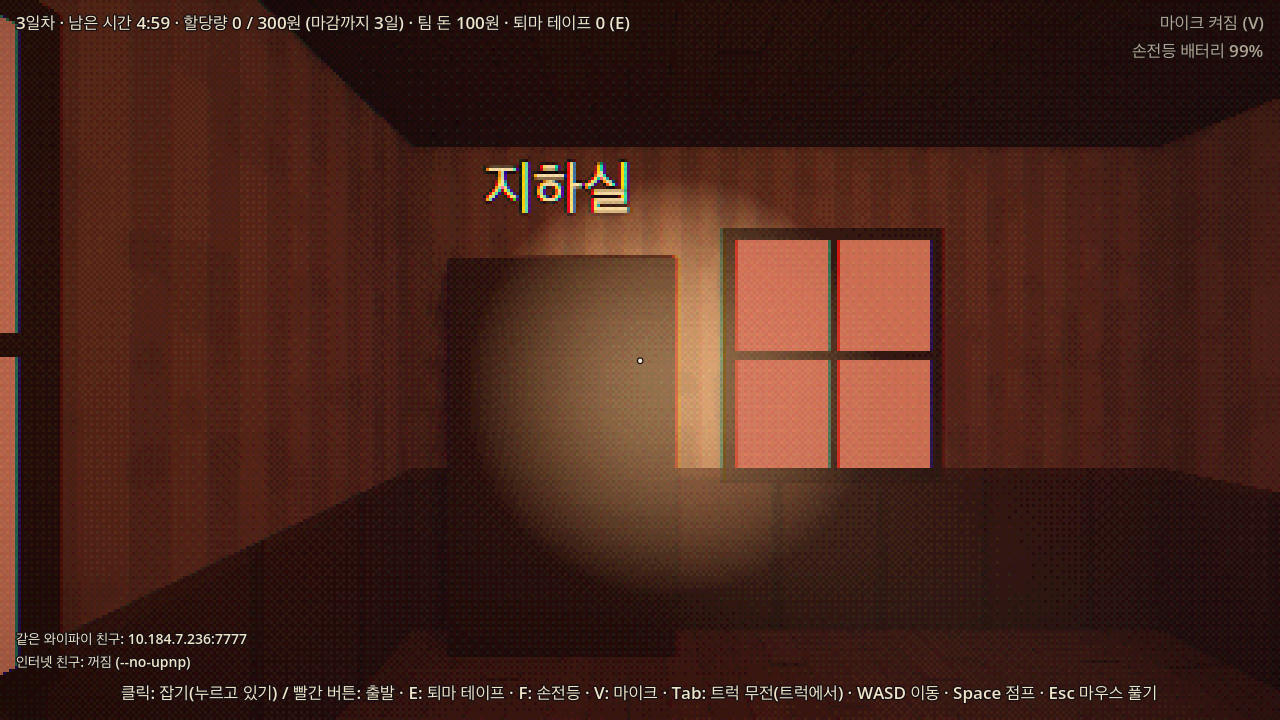 3일차 · 남은 시간 4:59 · 할당량 0 / 300원 (마감까지 3일) · 팀 돈 100원 · 퇴마 테이프 0 (E)
마이크 켜짐 (V)
손전등 배터리 99%
지하실
같은 와이파이 친구: 10.184.7.236:7777
인터넷 친구: 꺼짐 (--no-upnp)
클릭: 잡기(누르고 있기) / 빨간 버튼: 출발 · E: 퇴마 테이프 · F: 손전등 · V: 마이크 · Tab: 트럭 무전(트럭에서) · WASD 이동 · Space 점프 · Esc 마우스 풀기